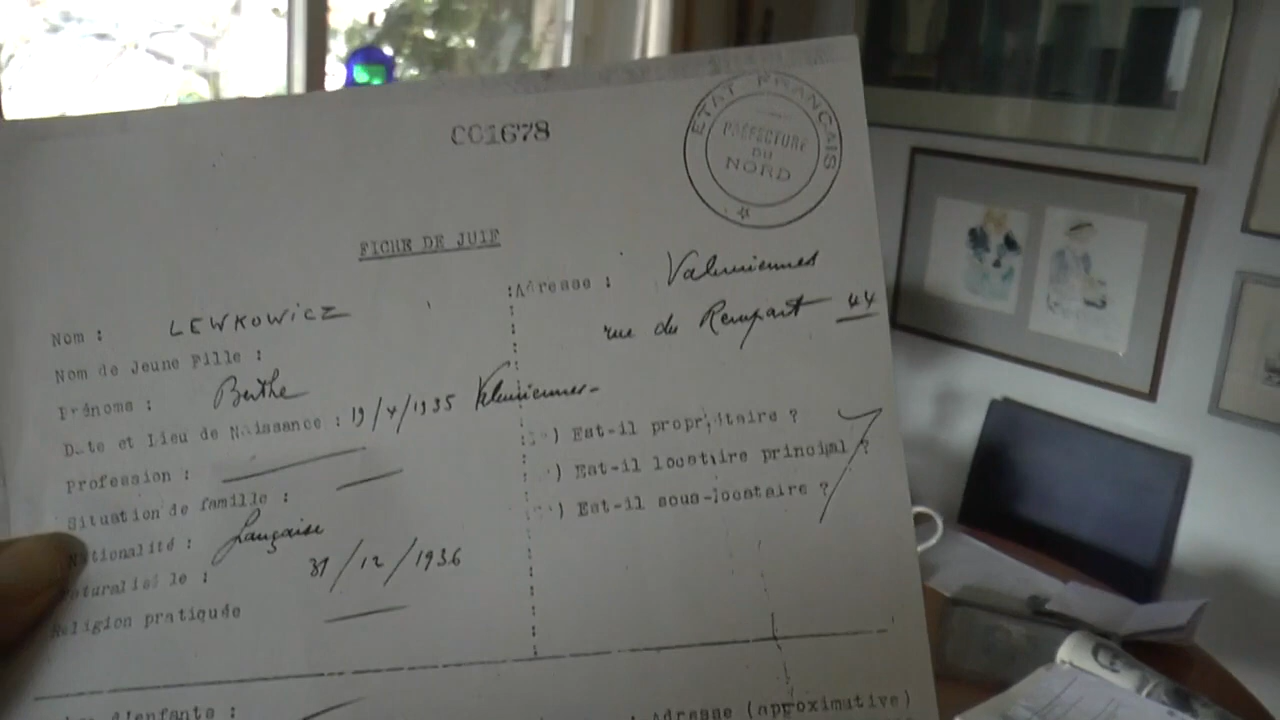 001678
ETAT FRANÇAIS
PRÉFECTURE
DU
NORD
FICHE DE JUIF
Nom : LEWKOWICZ
Nom de Jeune Fille :
Prénoms : Berthe
Date et Lieu de Naissance : 19/4/1935 Valenciennes-
Profession :
Situation de famille :
Nationalité : française
Naturalisé le : 31/12/1936
Religion pratiquée
Adresse : Valenciennes
rue du Rempart 44
) Est-il propriétaire ?
) Est-il locataire principal ?
) Est-il sous-locataire ?
d'enfants :
Adresse (approximative)